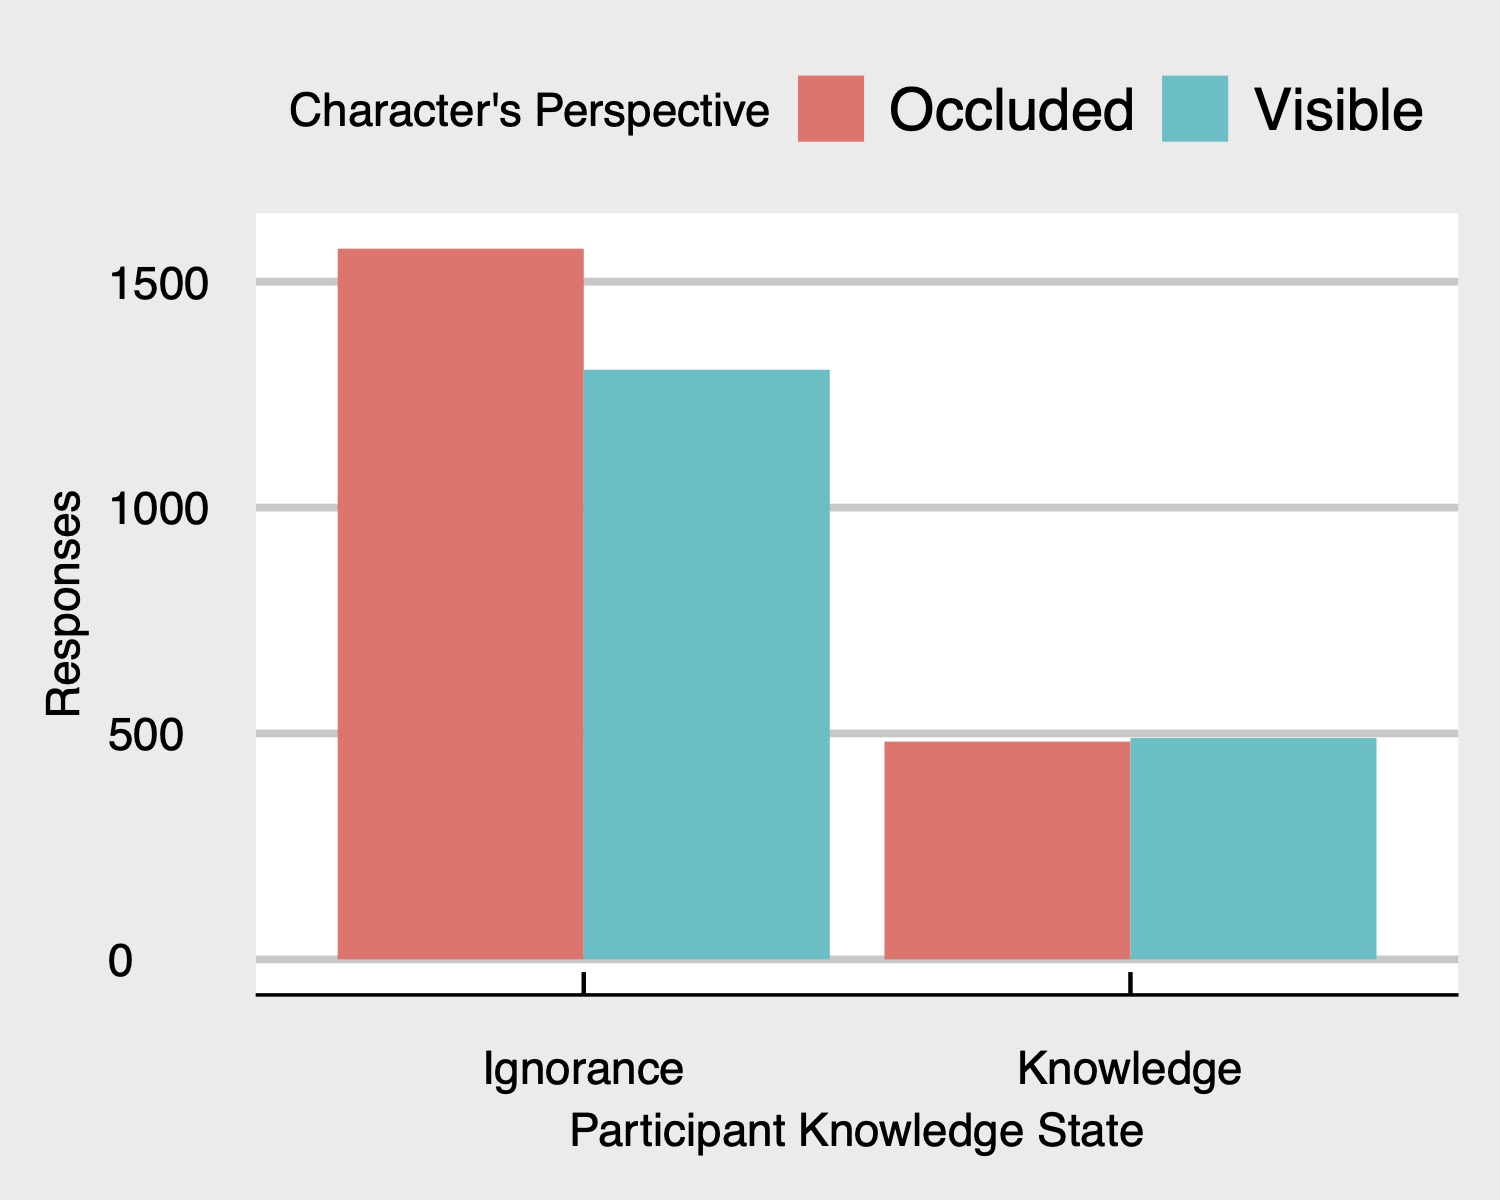 Character's Perspective Occluded Visible
1500
1000
500
0
Responses
Ignorance Knowledge
Participant Knowledge State